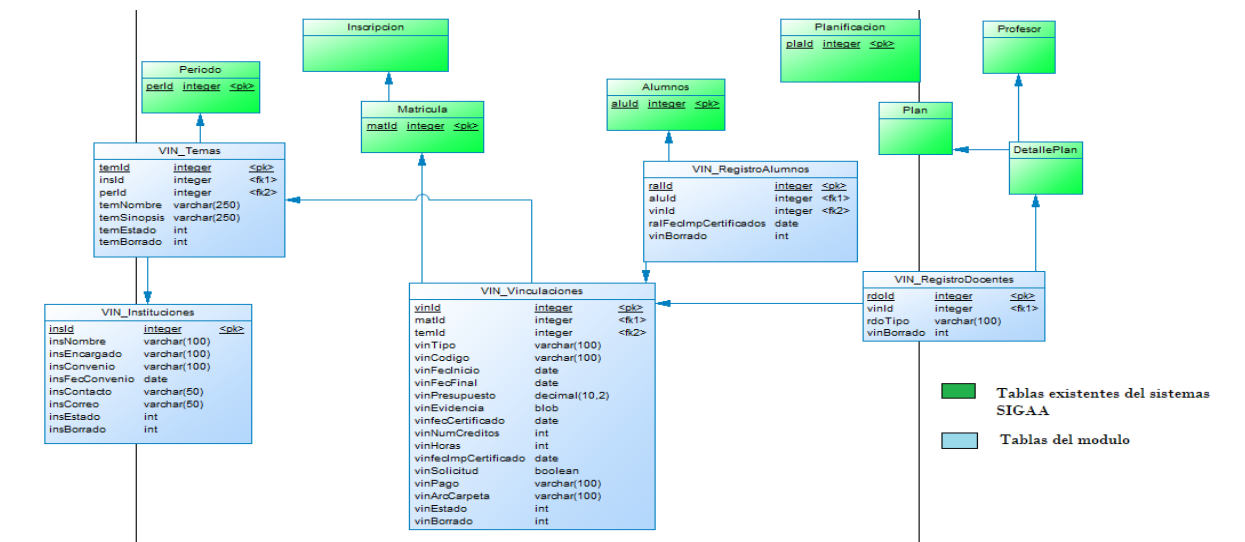 Inscripcion
Planificacion
plaId integer <pk>
Profesor
Periodo
perId integer <pk>
Alumnos
aluId integer <pk>
Matricula
matId integer <pk>
Plan
DetallePlan
VIN_Temas
temId integer <pk>
insId integer <fk1>
perId integer <fk2>
temNombre varchar(250)
temSinopsis varchar(250)
temEstado int
temBorrado int
VIN_RegistroAlumnos
ralId integer <pk>
aluId integer <fk1>
vinId integer <fk2>
ralFecImpCertificados date
vinBorrado int
VIN_Instituciones
insId integer <pk>
insNombre varchar(100)
insEncargado varchar(100)
insConvenio varchar(100)
insFecConvenio date
insContacto varchar(50)
insCorreo varchar(50)
insEstado int
insBorrado int
VIN_Vinculaciones
vinId integer <pk>
matId integer <fk1>
temId integer <fk2>
vinTipo varchar(100)
vinCodigo varchar(100)
vinFecInicio date
vinFecFinal date
vinPresupuesto decimal(10,2)
vinEvidencia blob
vinfecCertificado date
vinNumCreditos int
vinHoras int
vinfecImpCertificado date
vinSolicitud boolean
vinPago varchar(100)
vinArcCarpeta varchar(100)
vinEstado int
vinBorrado int
VIN_RegistroDocentes
rdoId integer <pk>
vinId integer <fk1>
rdoTipo varchar(100)
vinBorrado int
Tablas existentes del sistemas
SIGAA
Tablas del modulo